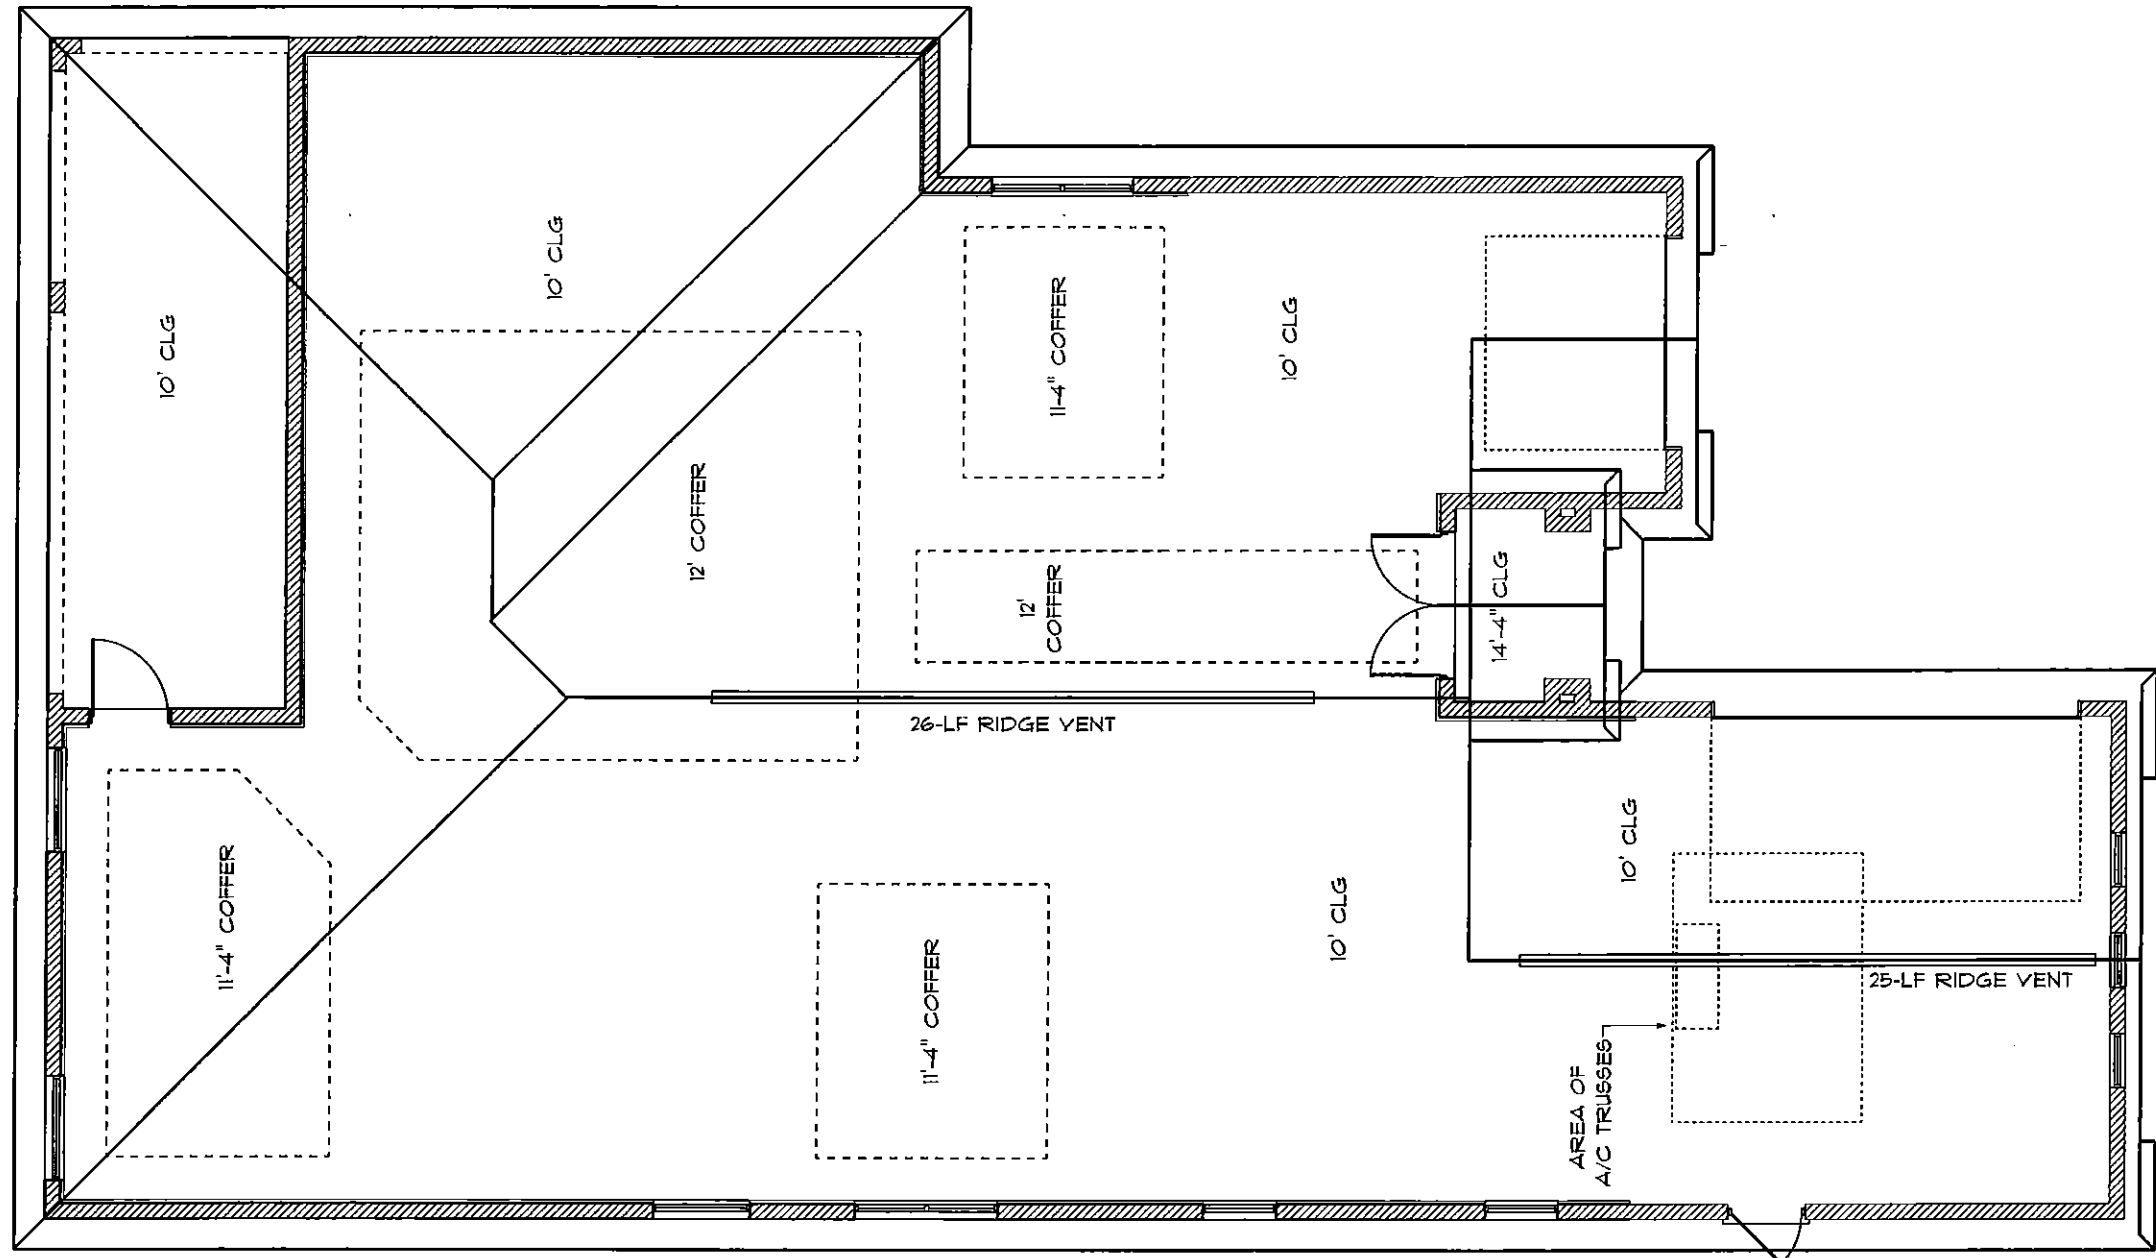 10' CLG
10' CLG
11-4" COFFER
10' CLG
12' COFFER
12'
COFFER
14'-4" CLG
26-LF RIDGE VENT
11'-4" COFFER
10' CLG
10' CLG
11'-4" COFFER
25-LF RIDGE VENT
AREA OF
A/C TRUSSES